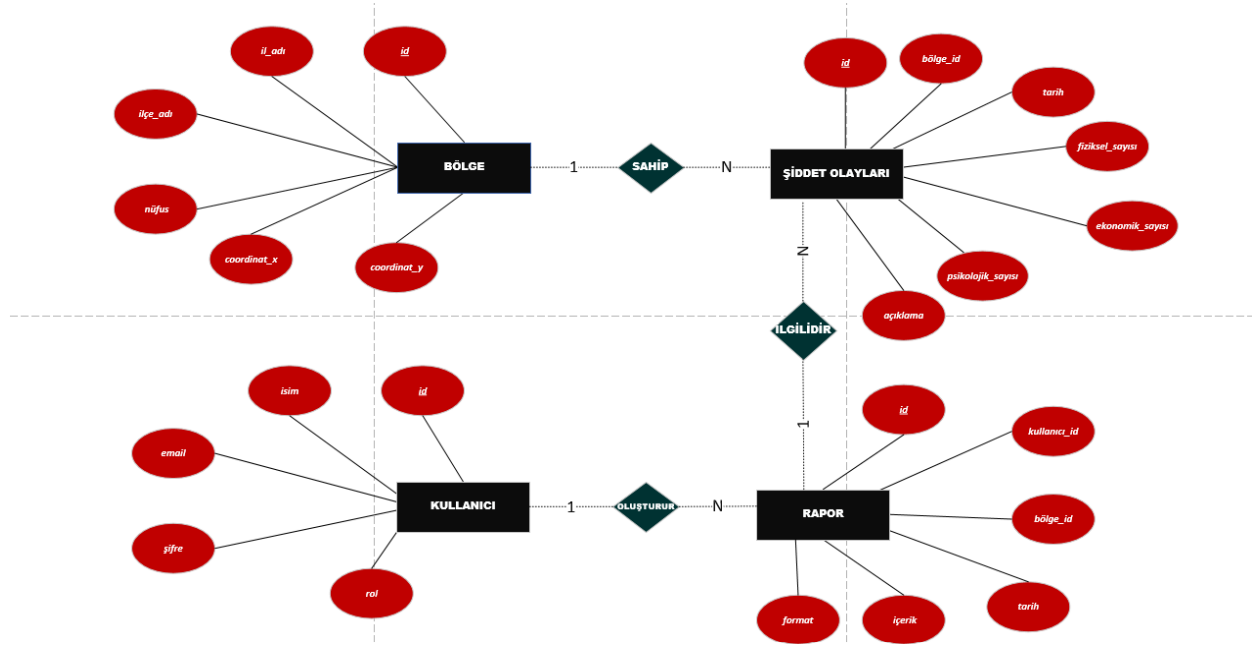 il_adı
id
ilçe_adı
nüfus
coordinat_x
coordinat_y
BÖLGE
1
SAHİP
N
id
bölge_id
tarih
fiziksel_sayısı
ekonomik_sayısı
psikolojik_sayısı
açıklama
ŞİDDET OLAYLARI
N
İLGİLİDİR
1
isim
id
email
şifre
rol
KULLANICI
1
OLUŞTURUR
N
RAPOR
id
kullanıcı_id
bölge_id
tarih
içerik
format